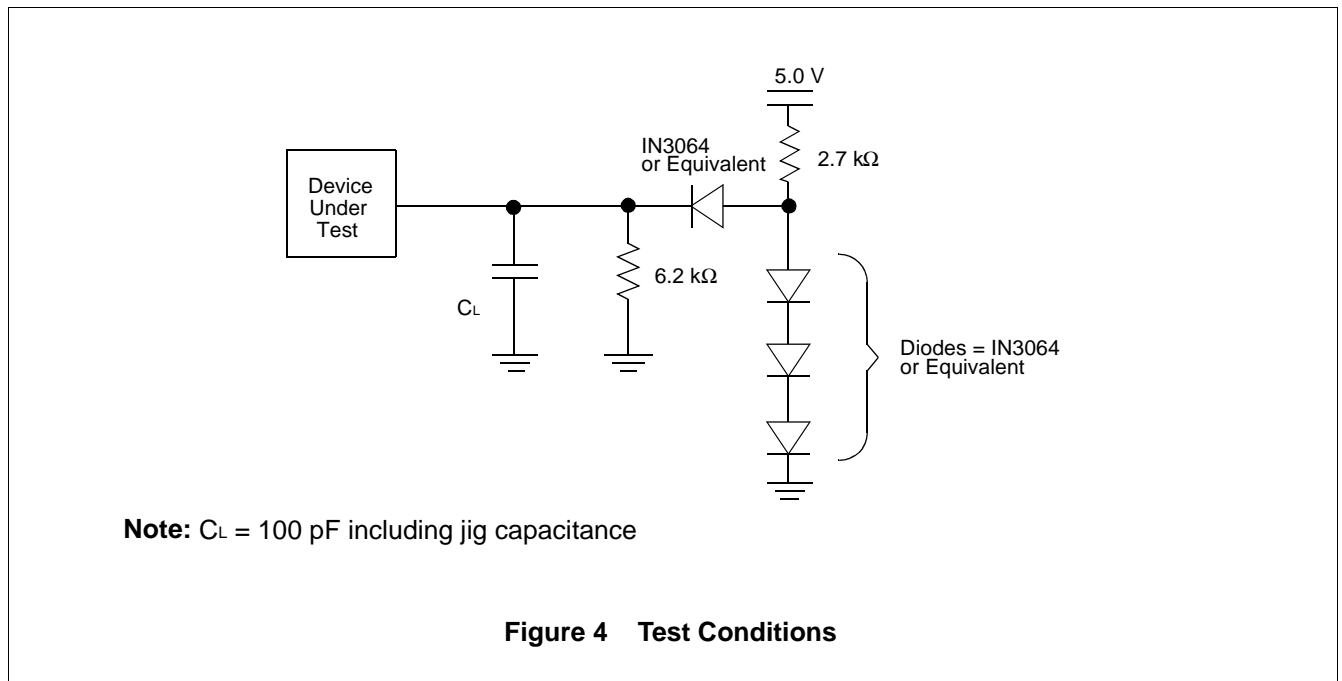 5.0 V
IN3064
or Equivalent
2.7 kΩ
Device
Under
Test
6.2 kΩ
CL
Diodes = IN3064
or Equivalent
Note: CL = 100 pF including jig capacitance
Figure 4 Test Conditions